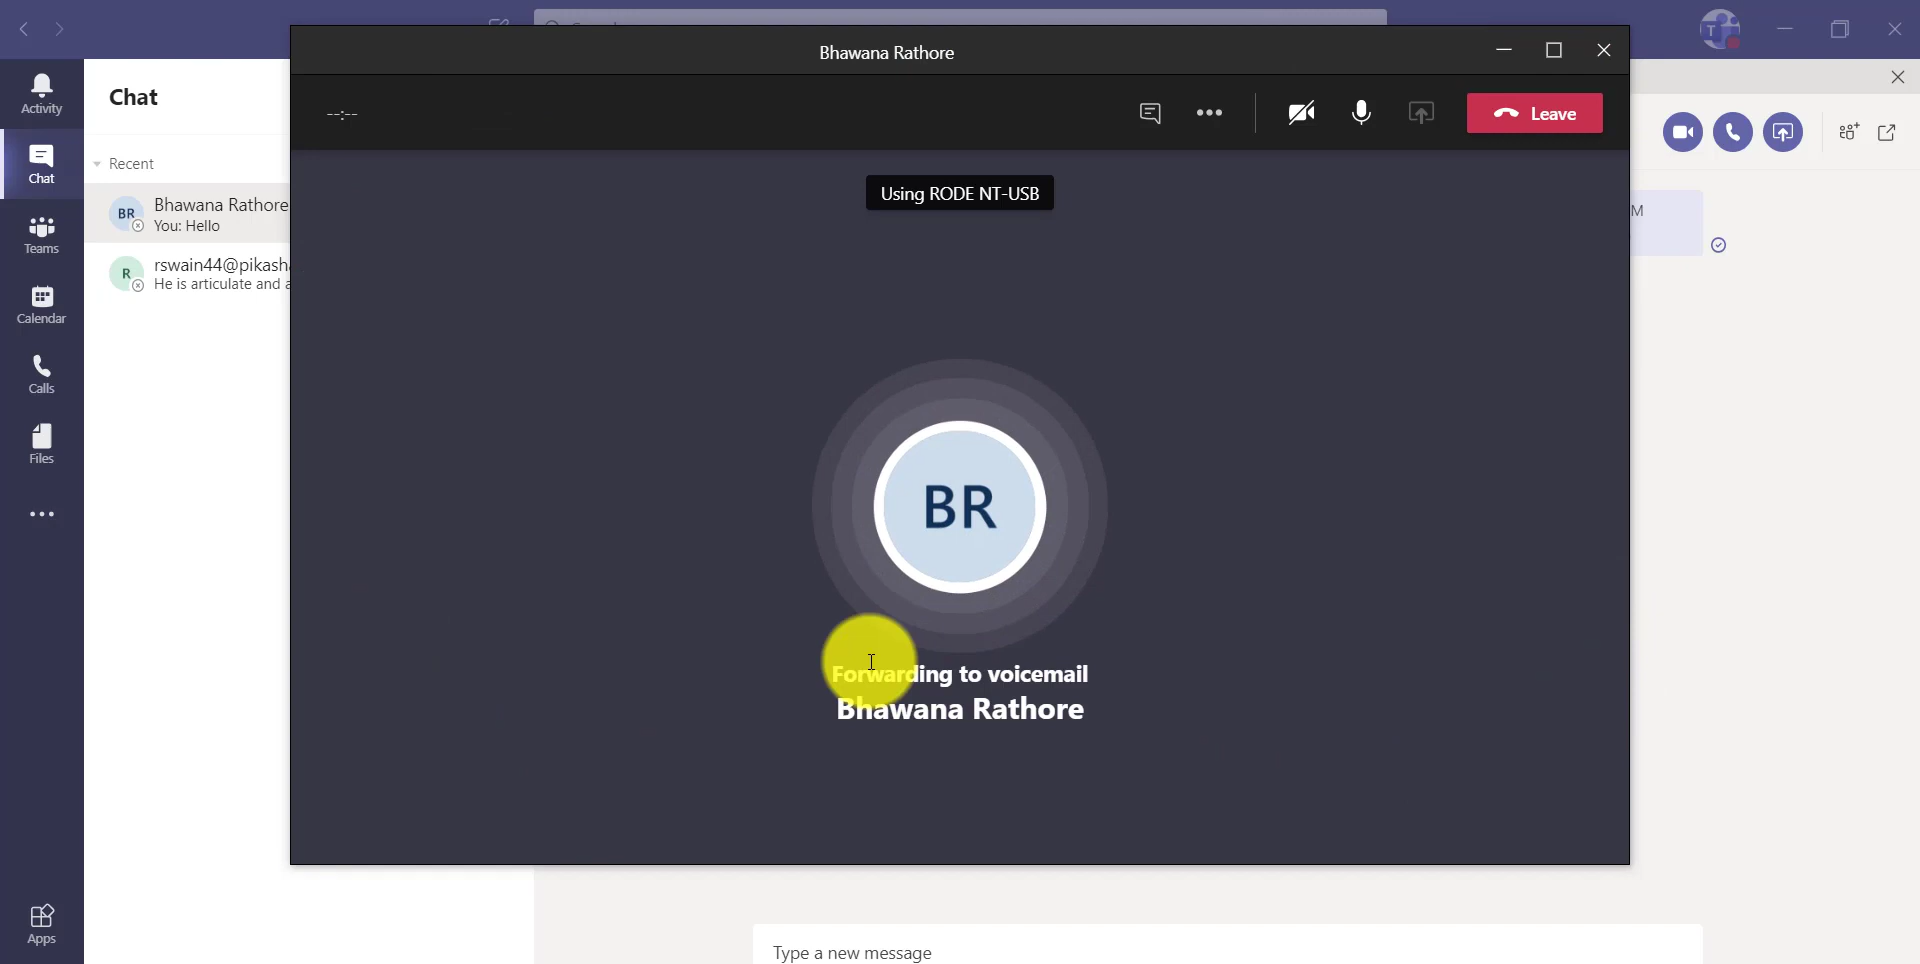 Bhawana Rathore
T
Activity
Chat
--:--
Leave
Recent
Chat
Using RODE NT-USB
BR
Bhawana Rathore
You: Hello
M
Teams
R
rswain44@pikash
He is articulate and a
Calendar
Calls
Files
BR
Forwarding to voicemail
Bhawana Rathore
Apps
Type a new message